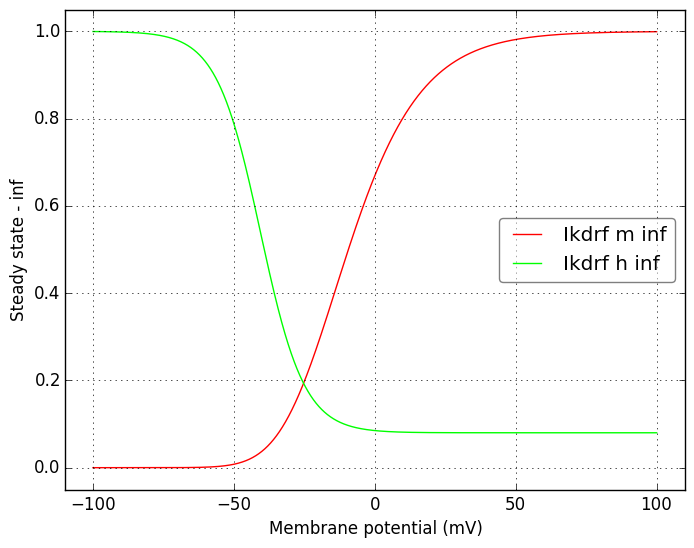 1.0
0.8
0.6
0.4
0.2
0.0
Steady state - inf
Ikdrf m inf
Ikdrf h inf
−100
−50
0
50
100
Membrane potential (mV)